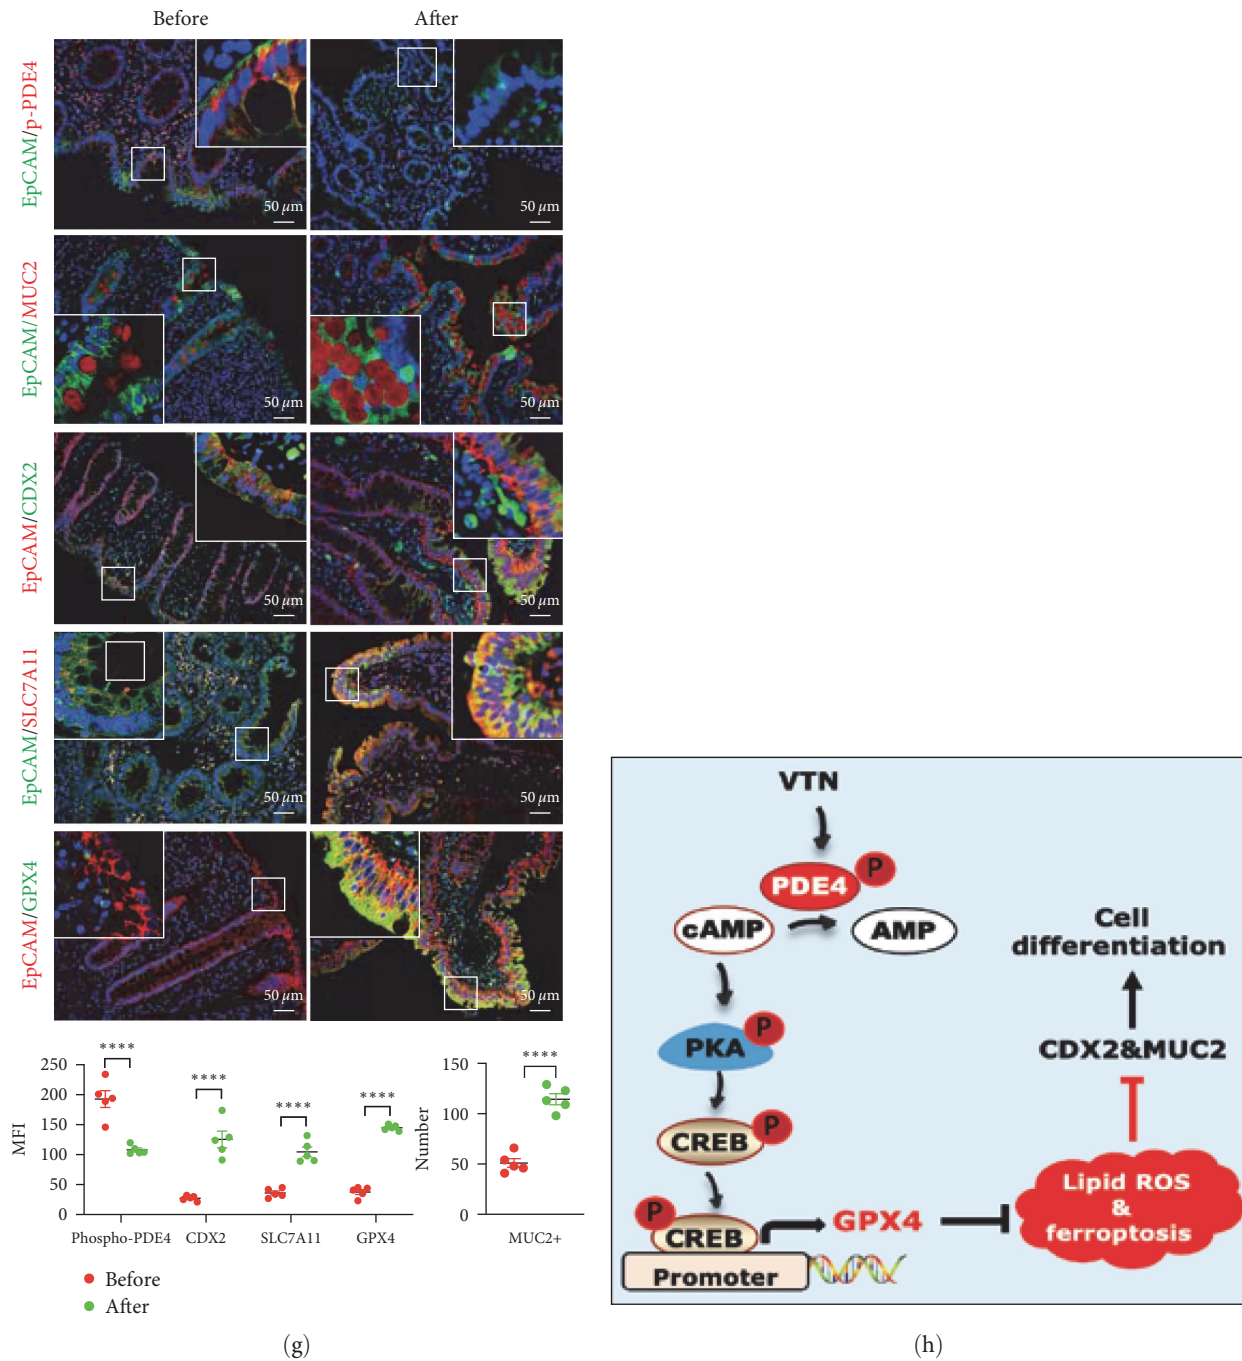 Before
After
EpCAM/p-PDE4
50 µm
50 µm
EpCAM/MUC2
50 µm
50 µm
EpCAM/CDX2
50 µm
50 µm
EpCAM/SLC7A11
50 µm
50 µm
EpCAM/GPX4
50 µm
50 µm
MFI
250
200
150
100
50
0
****
****
****
****
Phospho-PDE4
CDX2
SLC7A11
GPX4
Number
150
100
50
0
****
MUC2+
Before
After
(g)
VTN
PDE4
P
cAMP
AMP
PKA
P
CREB
P
P
CREB
Promoter
GPX4
Lipid ROS
&
ferroptosis
CDX2&MUC2
Cell
differentiation
(h)